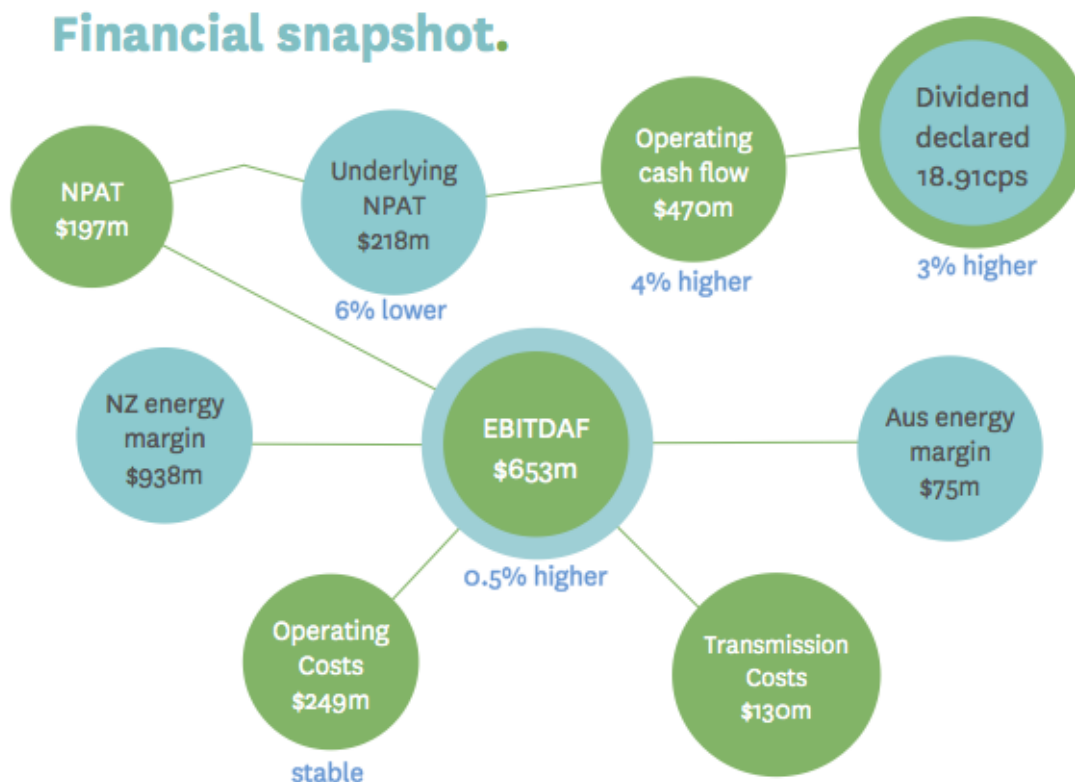 Financial snapshot.
NPAT
$197m
Underlying
NPAT
$218m
6% lower
Operating
cash flow
$470m
4% higher
Dividend
declared
18.91cps
3% higher
NZ energy
margin
$938m
EBITDAF
$653m
0.5% higher
Aus energy
margin
$75m
Operating
Costs
$249m
stable
Transmission
Costs
$130m